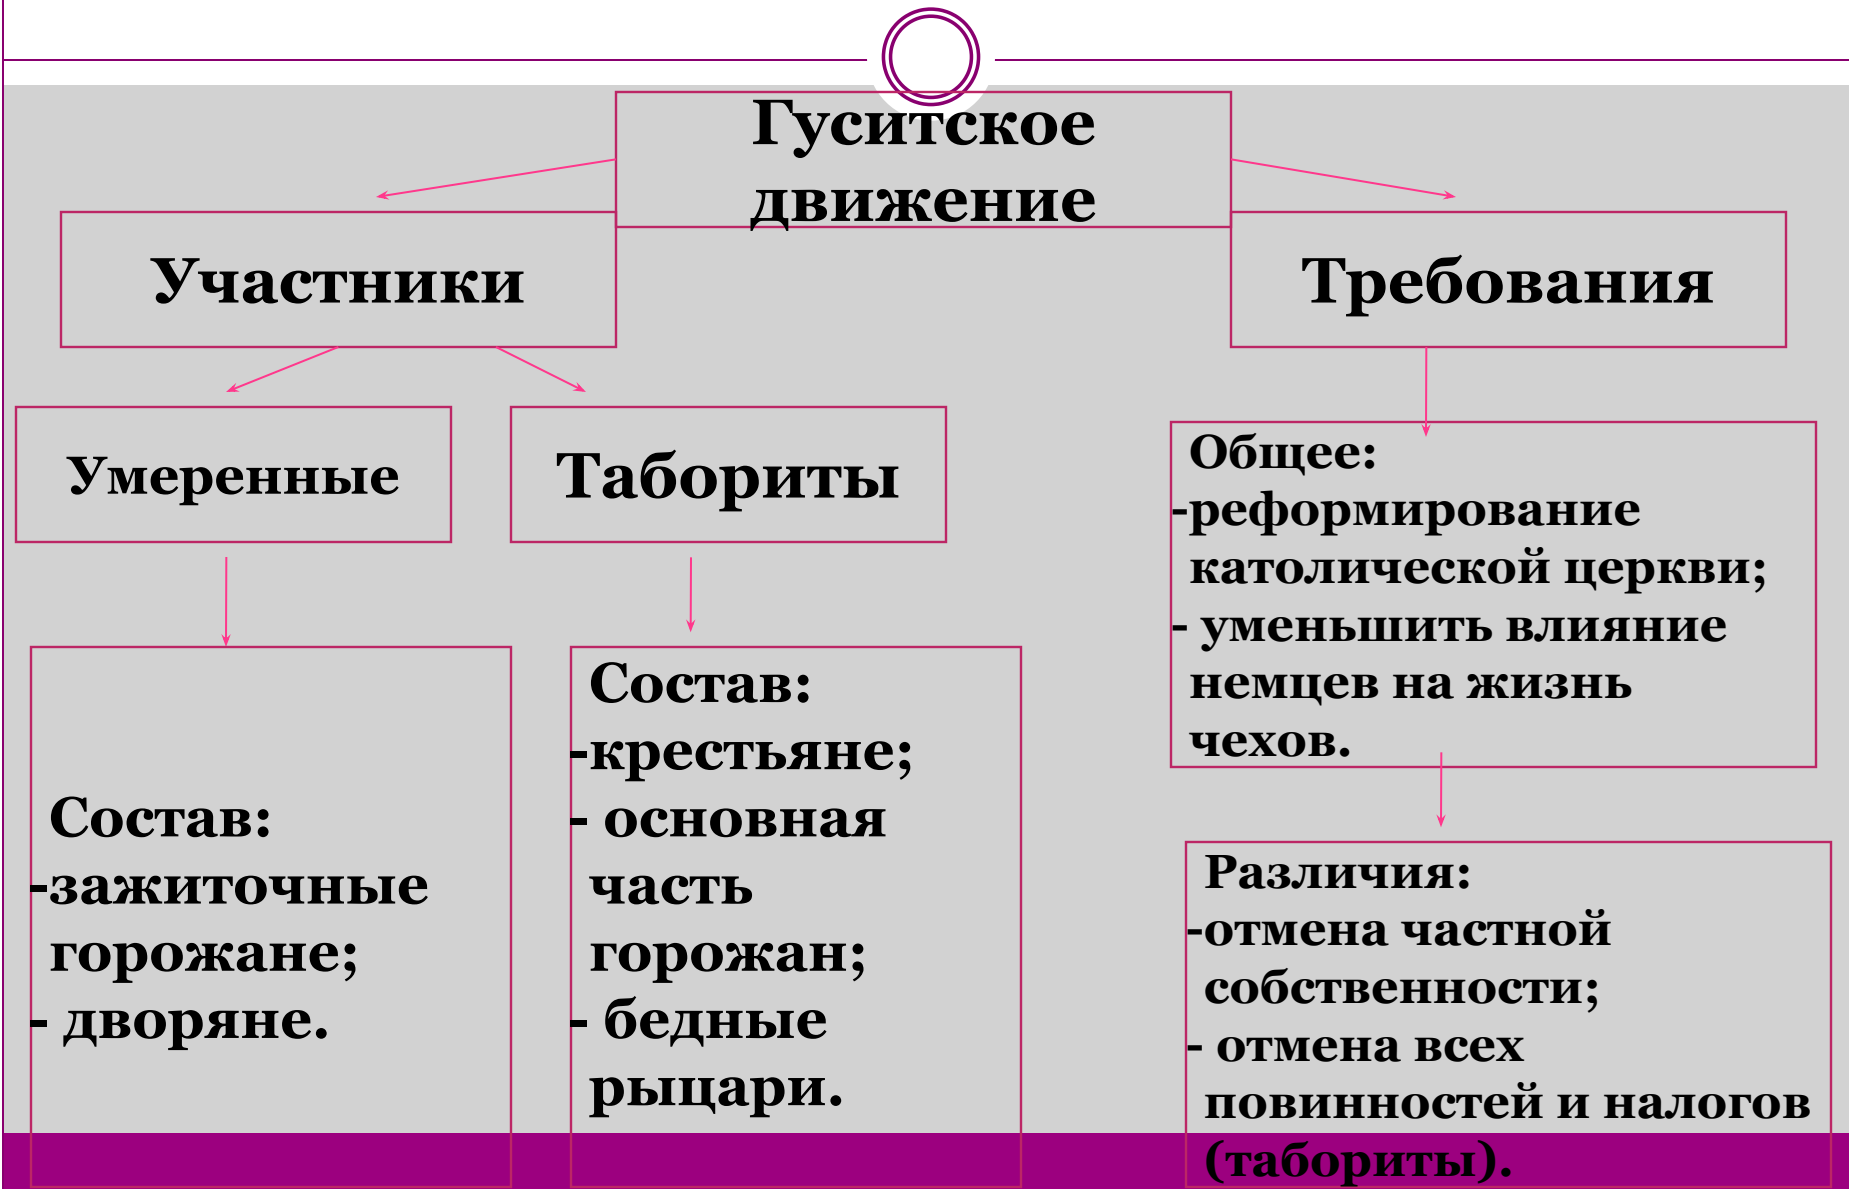 Гуситское
движение
Участники
Требования
Умеренные
Табориты
Состав:
-зажиточные
горожане;
- дворяне.
Состав:
-крестьяне;
- основная
часть
горожан;
- бедные
рыцари.
Общее:
-реформирование
католической церкви;
- уменьшить влияние
немцев на жизнь
чехов.
Различия:
-отмена частной
собственности;
- отмена всех
повинностей и налогов
(табориты).